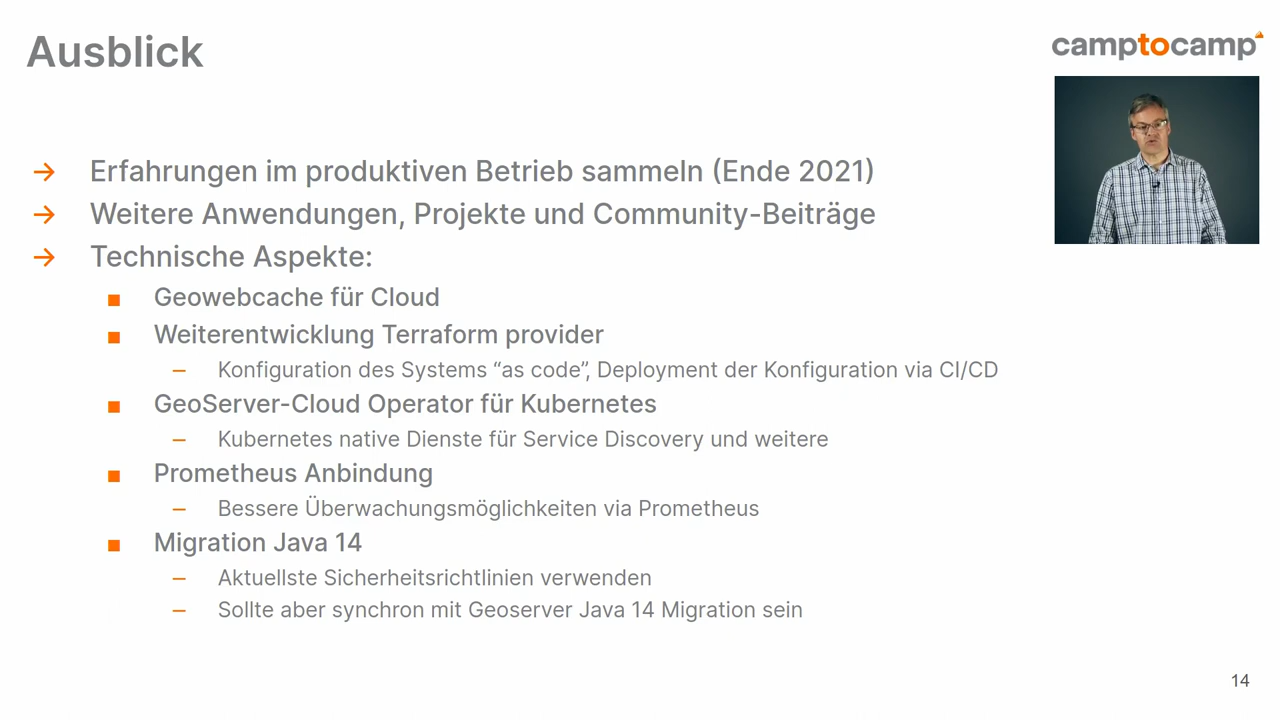 Ausblick
camptocamp
→ Erfahrungen im produktiven Betrieb sammeln (Ende 2021)
→ Weitere Anwendungen, Projekte und Community-Beiträge
→ Technische Aspekte:
■ Geowebcache für Cloud
■ Weiterentwicklung Terraform provider
– Konfiguration des Systems “as code”, Deployment der Konfiguration via CI/CD
■ GeoServer-Cloud Operator für Kubernetes
– Kubernetes native Dienste für Service Discovery und weitere
■ Prometheus Anbindung
– Bessere Überwachungsmöglichkeiten via Prometheus
■ Migration Java 14
– Aktuellste Sicherheitsrichtlinien verwenden
– Sollte aber synchron mit Geoserver Java 14 Migration sein
14